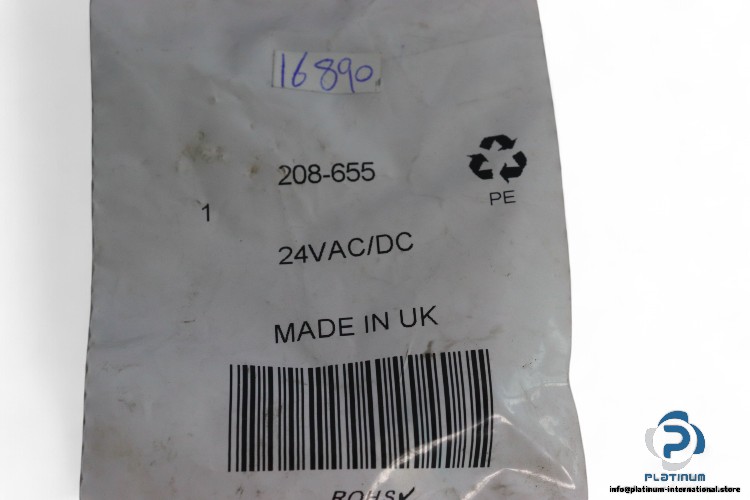 16890
208-655
PE
1
24VAC/DC
MADE IN UK
ROHS✓
PLATINUM
info@platinum-international.store